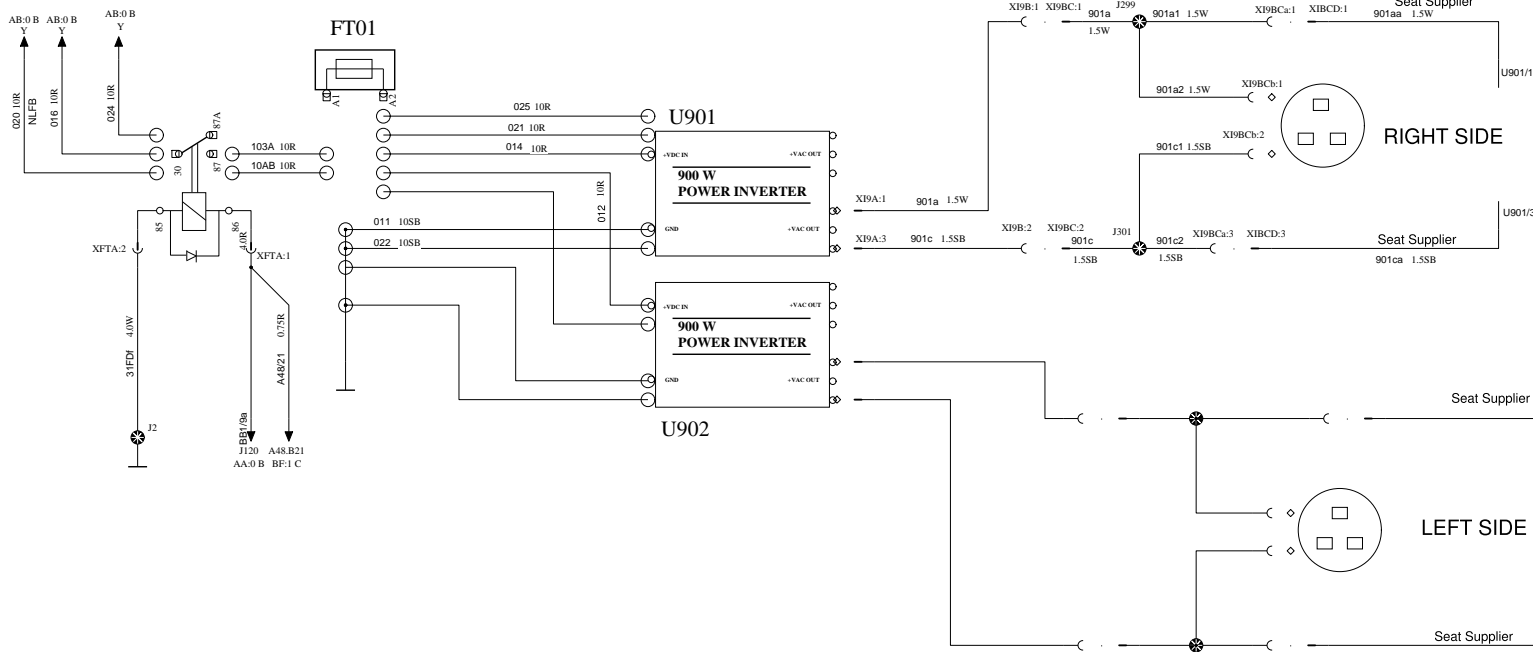 AB:0 B
Y
AB:0 B
Y
AB:0 B
Y
020 10R
NLFB
016 10R
024 10R
87A
30
87
85
86
103A 10R
10AB 10R
4.0R
XFTA:2
XFTA:1
31FDf 4.0W
J2
BB1/9a
A48/21 0.75R
J120
AA:0 B
A48.B21
BF:1 C
FT01
A1
A2
025 10R
021 10R
014 10R
012 10R
011 10SB
022 10SB
U901
+VDC IN
+VAC OUT
900 W
POWER INVERTER
GND
+VAC OUT
+VDC IN
+VAC OUT
900 W
POWER INVERTER
GND
+VAC OUT
U902
XI9A:1
901a 1.5W
XI9A:3
901c 1.5SB
XI9B:1
XI9BC:1
901a
1.5W
J299
901a1 1.5W
XI9BCa:1
XIBCD:1
Seat Supplier
901aa 1.5W
U901/1
901a2 1.5W
XI9BCb:1
XI9BCb:2
901c1 1.5SB
RIGHT SIDE
XI9B:2
XI9BC:2
901c
1.5SB
J301
901c2
1.5SB
XI9BCa:3
XIBCD:3
Seat Supplier
901ca 1.5SB
U901/3
Seat Supplier
LEFT SIDE
Seat Supplier